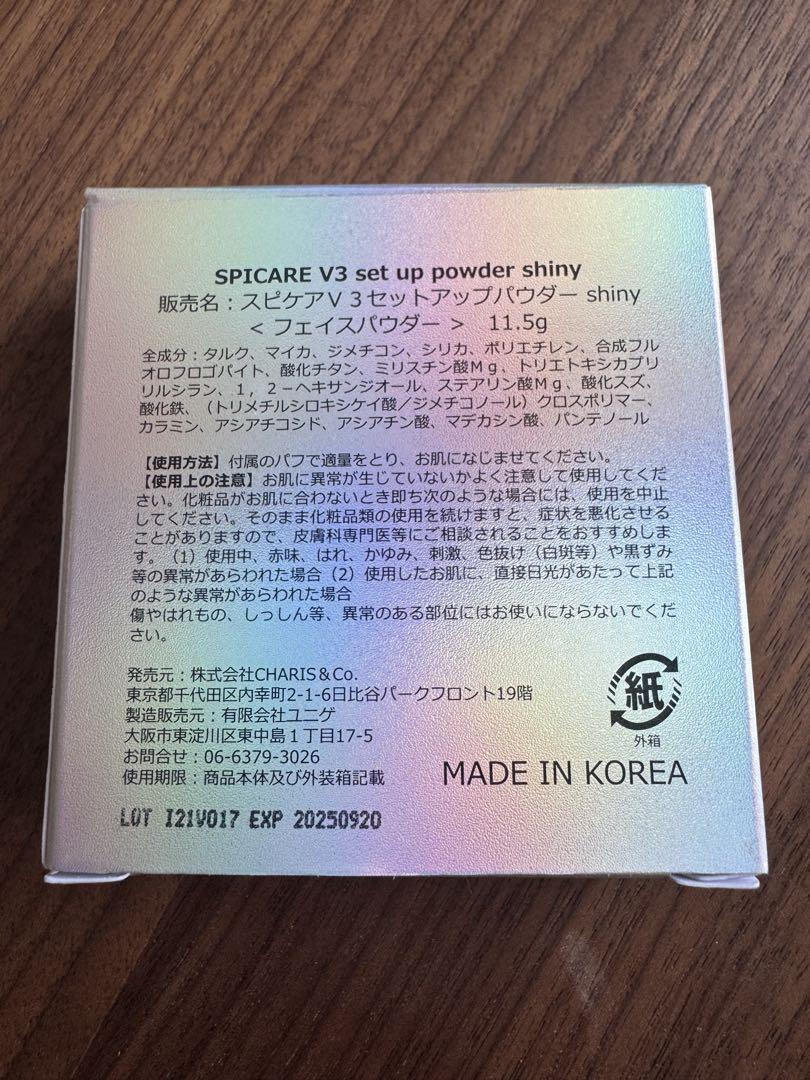 SPICARE V3 set up powder shiny
販売名：スピケアＶ３セットアップパウダー shiny
＜ フェイスパウダー ＞ 11.5g
全成分：タルク、マイカ、ジメチコン、シリカ、ポリエチレン、合成フル
オロフロゴパイト、酸化チタン、ミリスチン酸Ｍｇ、トリエトキシカプリ
リルシラン、１，２－ヘキサンジオール、ステアリン酸Ｍｇ、酸化スズ、
酸化鉄、（トリメチルシロキシケイ酸／ジメチコノール）クロスポリマー、
カラミン、アシアチコシド、アシアチン酸、マデカシン酸、パンテノール
【使用方法】付属のパフで適量をとり、お肌になじませてください。
【使用上の注意】お肌に異常が生じていないかよく注意して使用してくだ
さい。化粧品がお肌に合わないとき即ち次のような場合には、使用を中止
してください。そのまま化粧品類の使用を続けますと、症状を悪化させる
ことがありますので、皮膚科専門医等にご相談されることをおすすめしま
す。（1）使用中、赤味、はれ、かゆみ、刺激、色抜け（白斑等）や黒ずみ
等の異常があらわれた場合（2）使用したお肌に、直接日光があたって上記
のような異常があらわれた場合
傷やはれもの、しっしん等、異常のある部位にはお使いにならないでくだ
さい。
発売元：株式会社CHARIS＆Co.
東京都千代田区内幸町2-1-6日比谷パークフロント19階
製造販売元：有限会社ユニゲ
大阪市東淀川区東中島１丁目17-5
お問合せ：06-6379-3026
使用期限：商品本体及び外装箱記載
紙
外箱
MADE IN KOREA
LOT I21V017 EXP 20250920